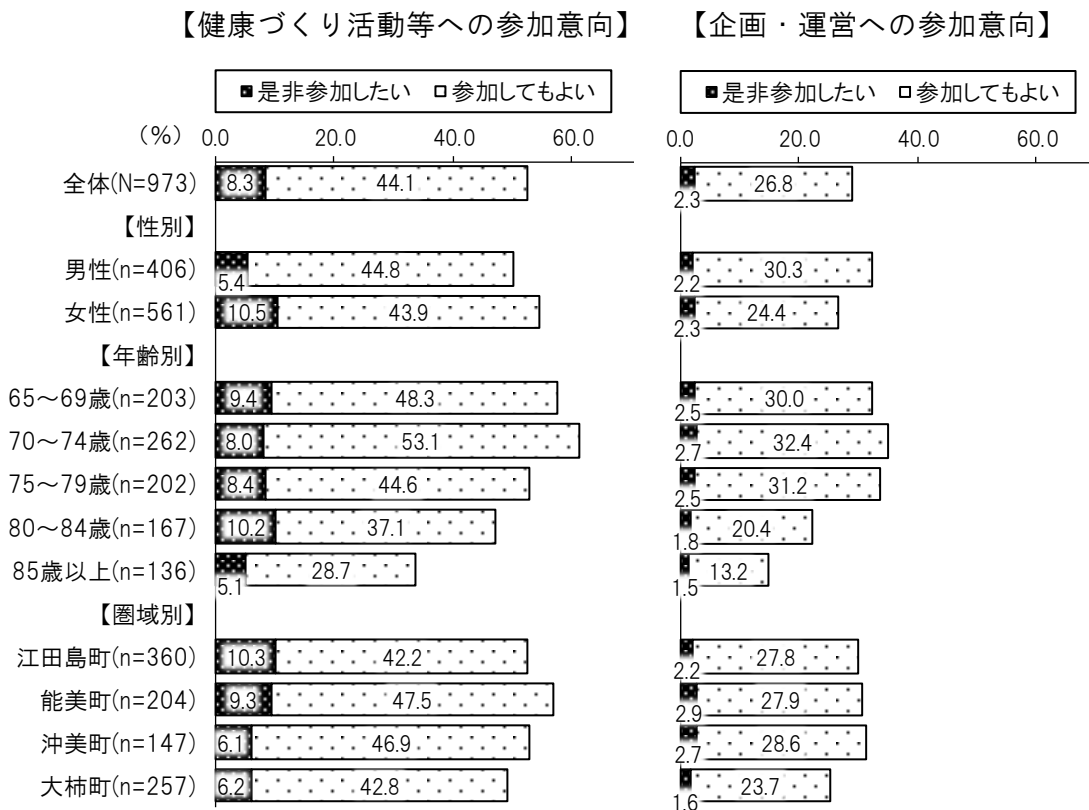 【健康づくり活動等への参加意向】 【企画・運営への参加意向】
■是非参加したい □参加してもよい ■是非参加したい □参加してもよい
(%) 0.0 20.0 40.0 60.0 0.0 20.0 40.0 60.0
全体(N=973) 8.3 44.1 2.3 26.8
【性別】
男性(n=406) 5.4 44.8 2.2 30.3
女性(n=561) 10.5 43.9 2.3 24.4
【年齢別】
65～69歳(n=203) 9.4 48.3 2.5 30.0
70～74歳(n=262) 8.0 53.1 2.7 32.4
75～79歳(n=202) 8.4 44.6 2.5 31.2
80～84歳(n=167) 10.2 37.1 1.8 20.4
85歳以上(n=136) 5.1 28.7 1.5 13.2
【圏域別】
江田島町(n=360) 10.3 42.2 2.2 27.8
能美町(n=204) 9.3 47.5 2.9 27.9
沖美町(n=147) 6.1 46.9 2.7 28.6
大柿町(n=257) 6.2 42.8 1.6 23.7